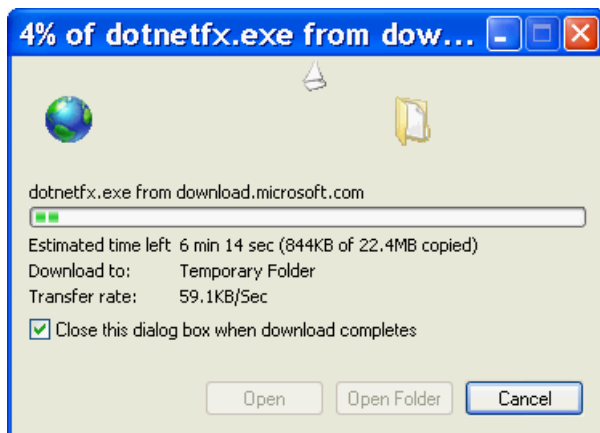 4% of dotnetfx.exe from dow...
dotnetfx.exe from download.microsoft.com
Estimated time left 6 min 14 sec (844KB of 22.4MB copied)
Download to: Temporary Folder
Transfer rate: 59.1KB/Sec
Close this dialog box when download completes
Open Open Folder Cancel